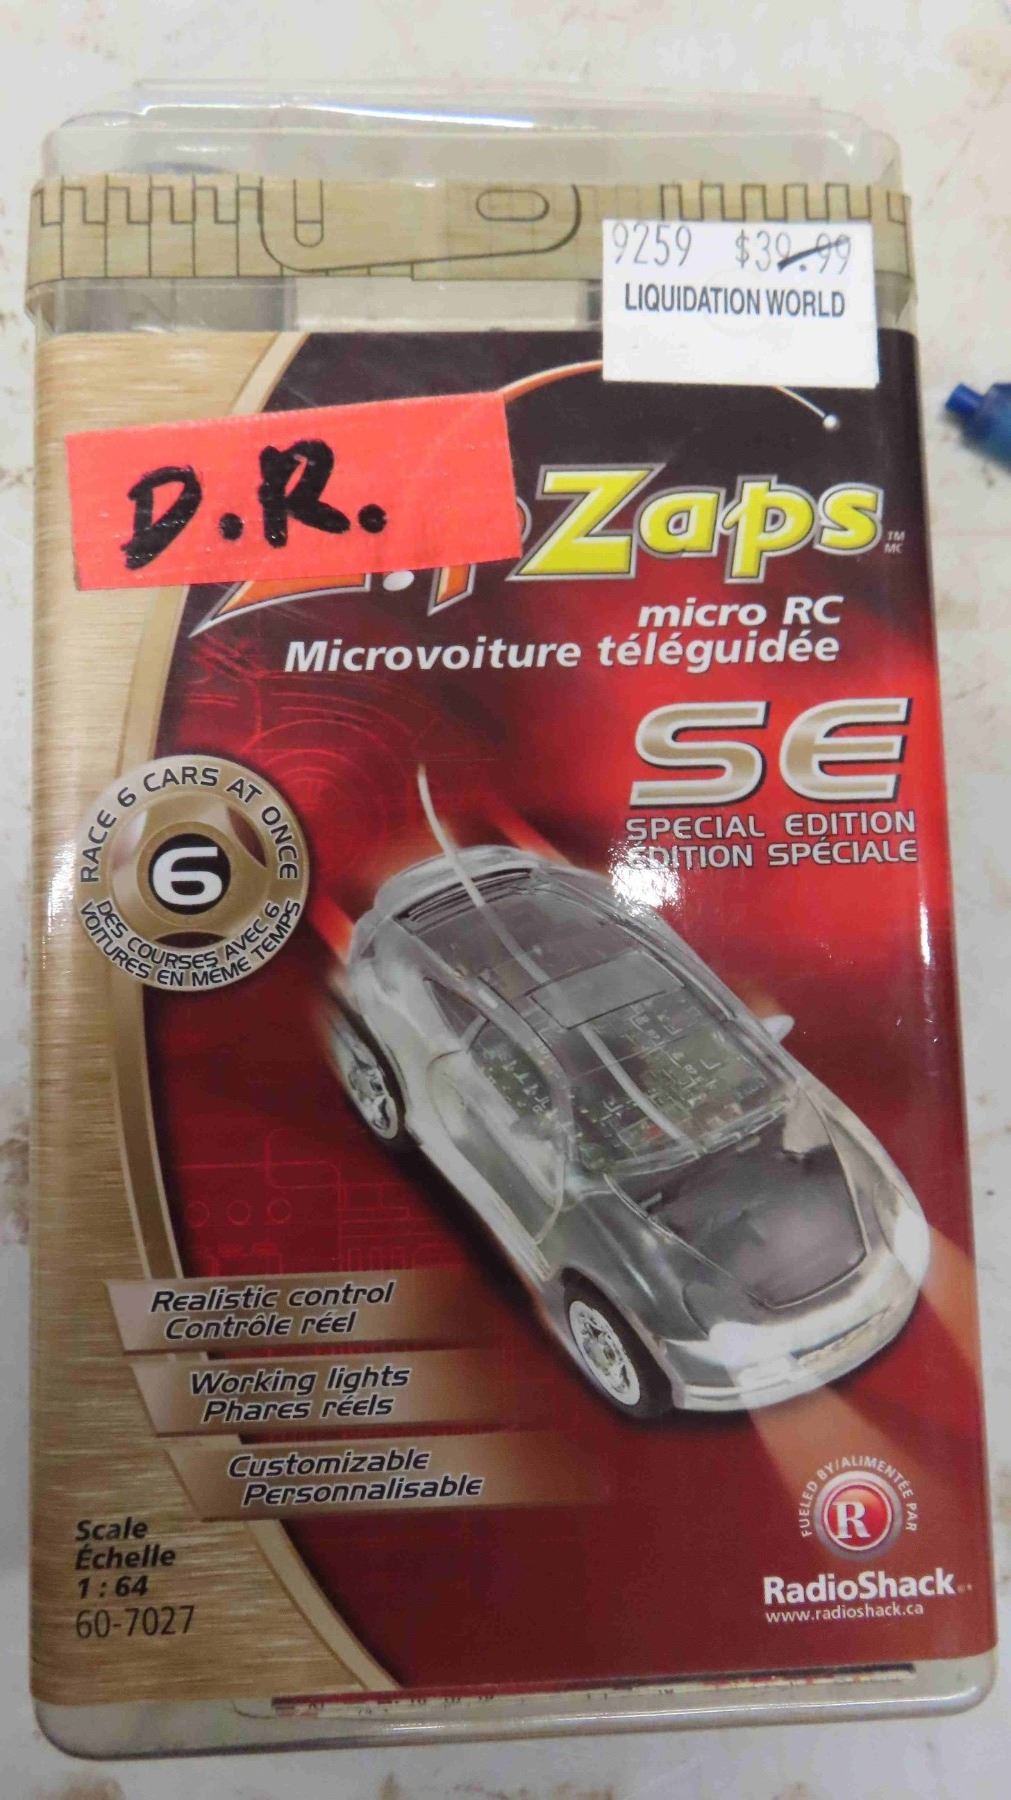 9259 $39.99
LIQUIDATION WORLD
D.R.
ZipZaps
TM
MC
micro RC
Microvoiture téléguidée
SE
SPECIAL EDITION
ÉDITION SPÉCIALE
RACE 6 CARS AT ONCE
6
DES COURSES AVEC 6
VOITURES EN MÊME TEMPS
Realistic control
Contrôle réel
Working lights
Phares réels
Customizable
Personnalisable
Scale
Échelle
1:64
60-7027
FUELED BY/ALIMENTÉE PAR
R
RadioShack
www.radioshack.ca